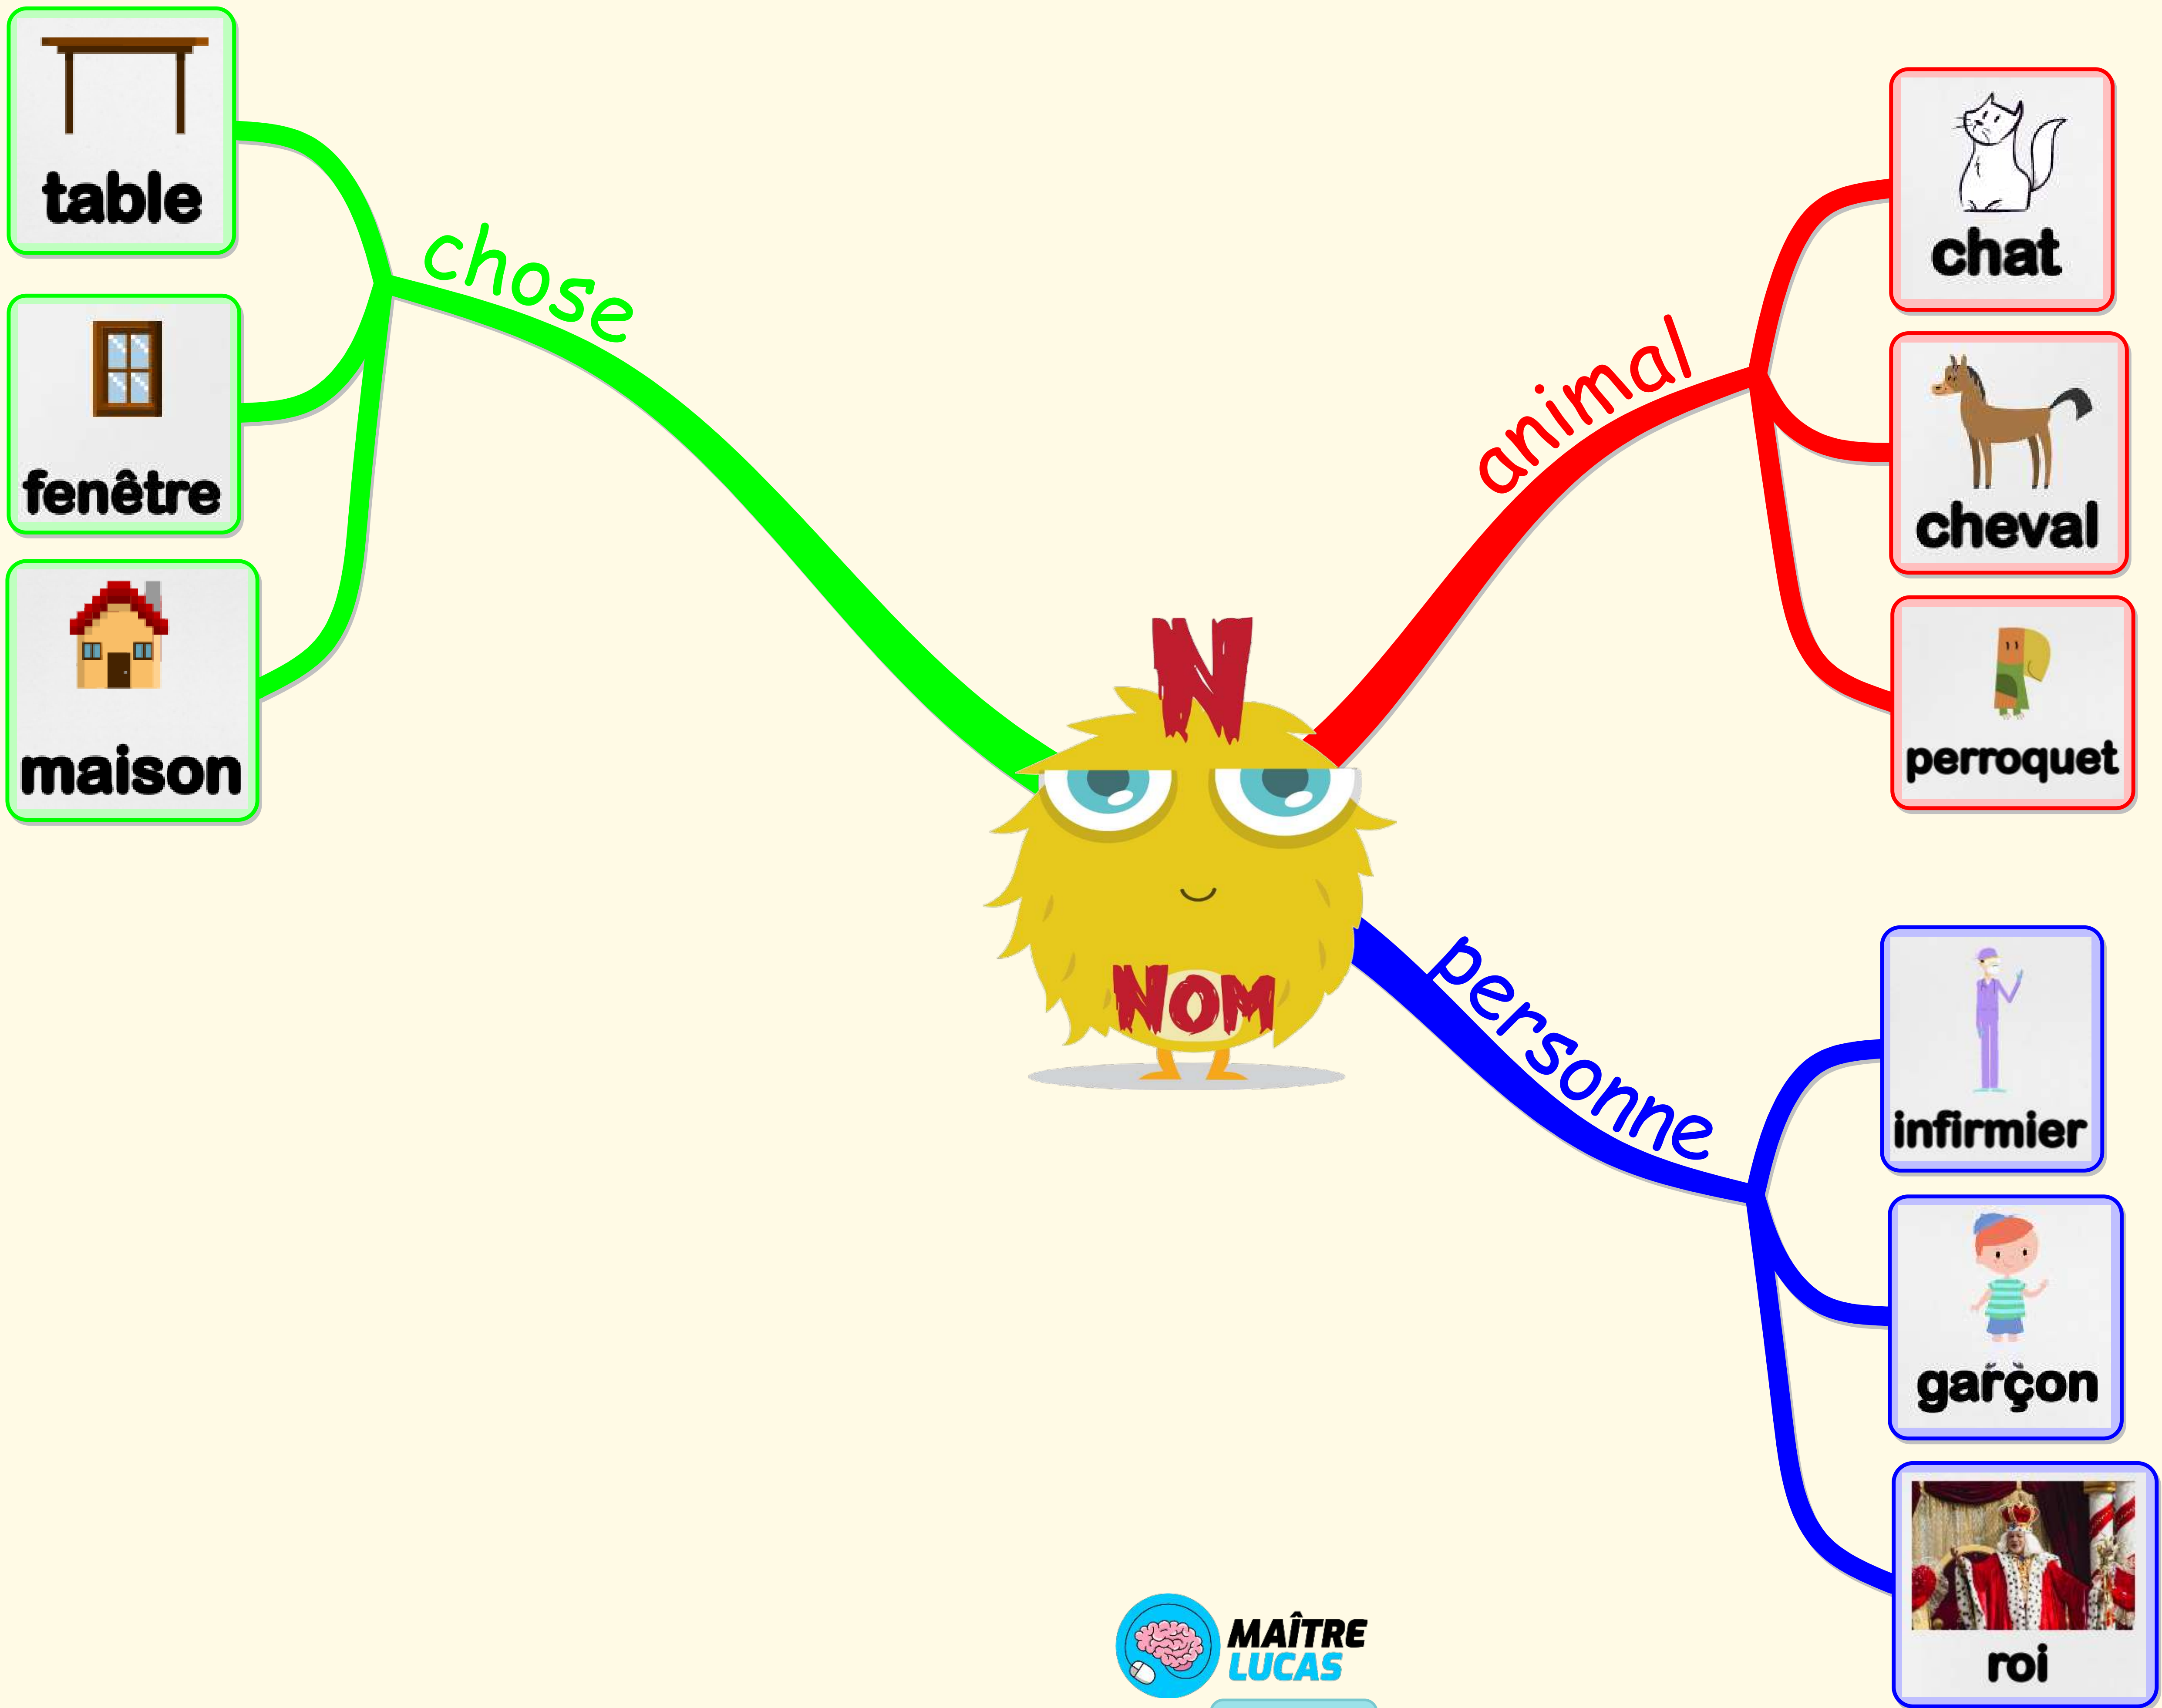 table
fenêtre
maison
chose
animal
chat
cheval
perroquet
N
NOM
personne
infirmier
garçon
roi
MAÎTRE
LUCAS